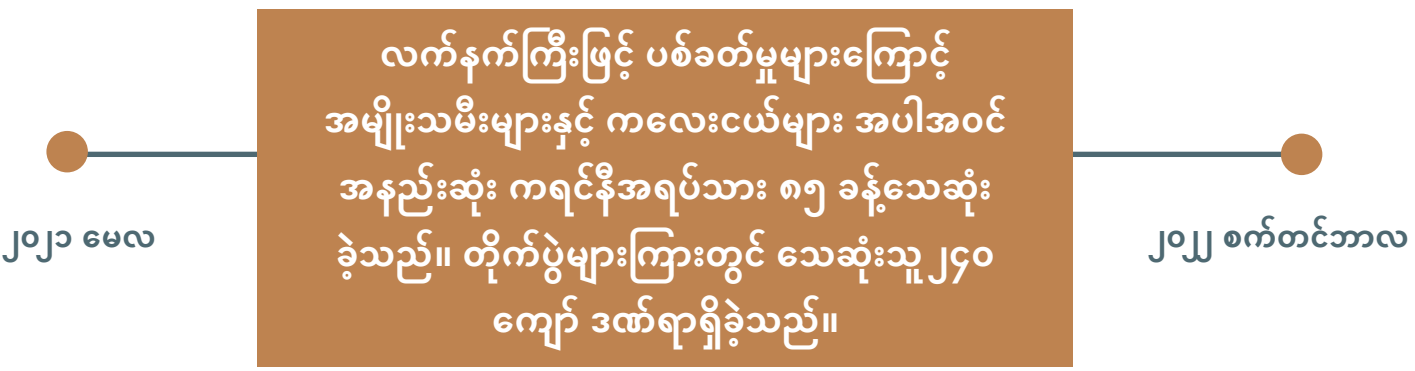 လက်နက်ကြီးဖြင့် ပစ်ခတ်မှုများကြောင့်
အမျိုးသမီးများနှင့် ကလေးငယ်များ အပါအဝင်
အနည်းဆုံး ကရင်နီအရပ်သား ၈၅ ခန့်သေဆုံး
ခဲ့သည်။ တိုက်ပွဲများကြားတွင် သေဆုံးသူ၂၄၀
ကျော် ဒဏ်ရာရှိခဲ့သည်။
၂၀၂၁ မေလ
၂၀၂၂ စက်တင်ဘာလ